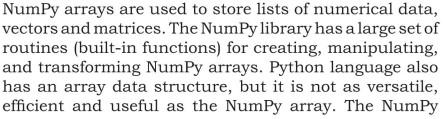 NumPy arrays are used to store lists of numerical data,
vectors and matrices. The NumPy library has a large set of
routines (built-in functions) for creating, manipulating,
and transforming NumPy arrays. Python language also
has an array data structure, but it is not as versatile,
efficient and useful as the NumPy array. The NumPy